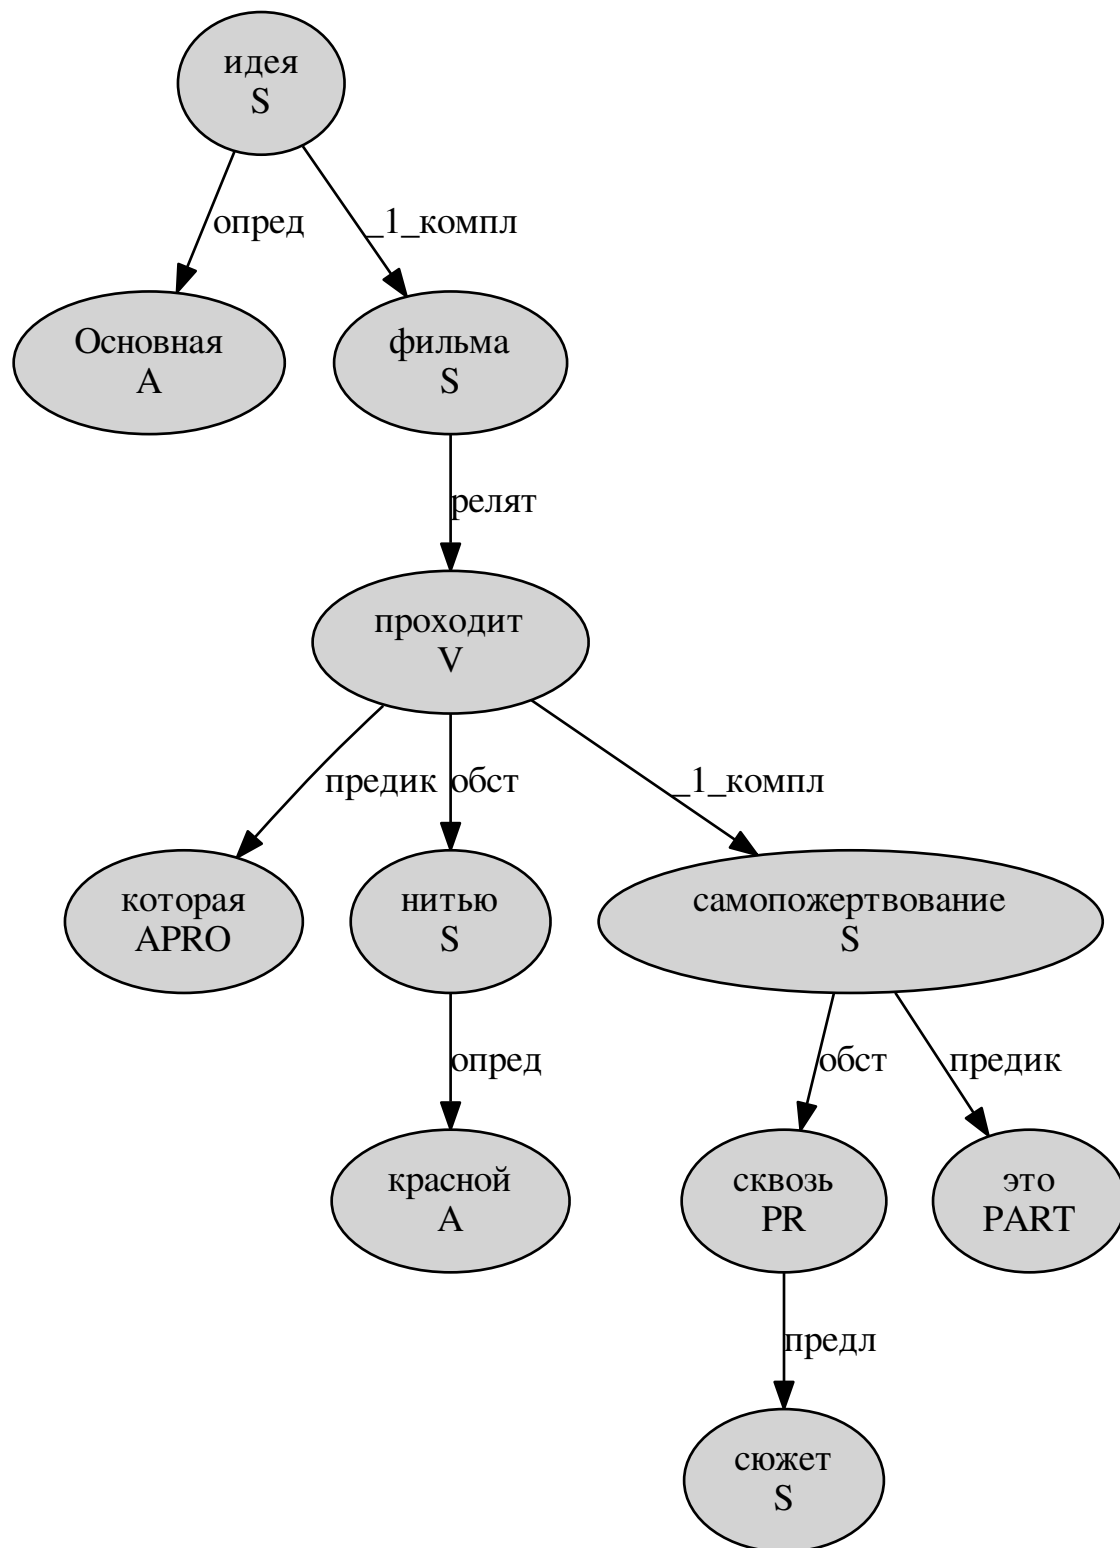 идея
S
опред
_1_компл
Основная
A
фильма
S
релят
проходит
V
предик
обст
_1_компл
которая
APRO
нитью
S
самопожертвование
S
опред
обст
предик
красной
A
сквозь
PR
это
PART
предл
сюжет
S